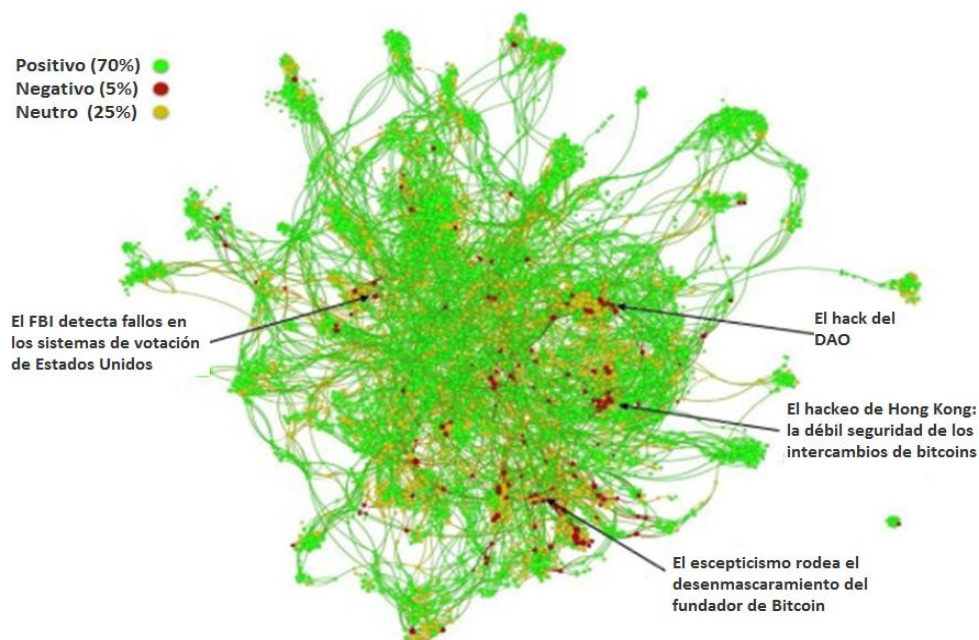 Positivo (70%)
Negativo (5%)
Neutro (25%)
El FBI detecta fallos en
los sistemas de votación
de Estados Unidos
El hack del
DAO
El hackeo de Hong Kong:
la débil seguridad de los
intercambios de bitcoins
El escepticismo rodea el
desenmascaramiento del
fundador de Bitcoin